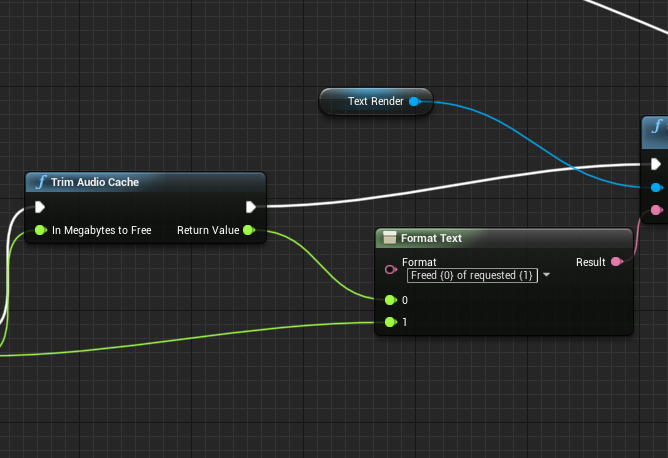 Text Render
f
f Trim Audio Cache
In Megabytes to Free Return Value
Format Text
Format Result
Freed {0} of requested {1}
0
1